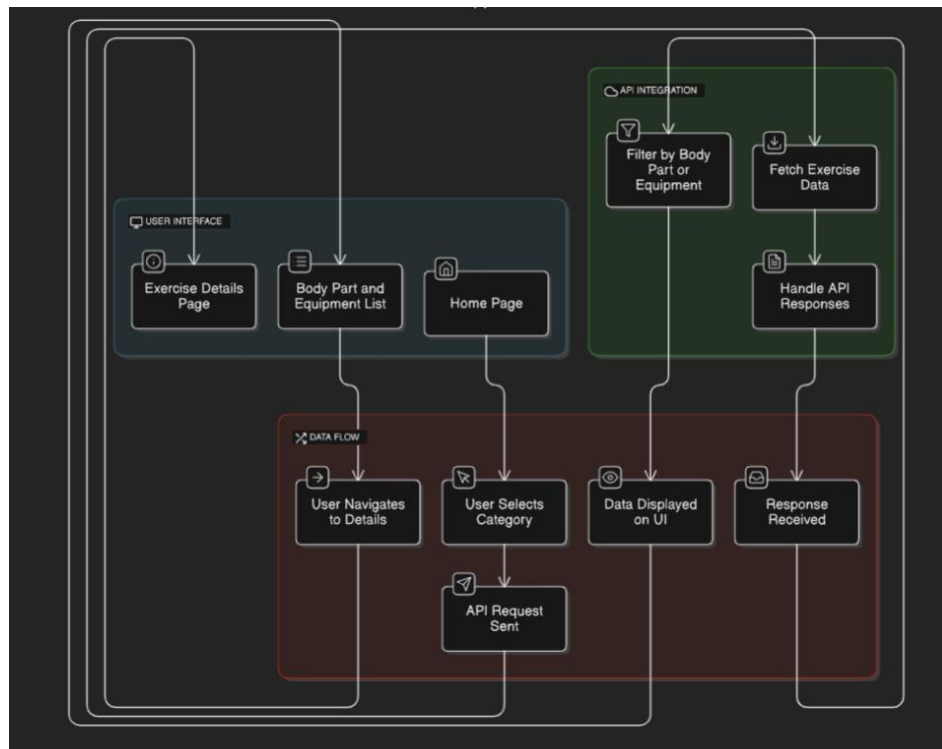 API INTEGRATION
Filter by Body
Part or
Equipment
Fetch Exercise
Data
USER INTERFACE
Exercise Details
Page
Body Part and
Equipment List
Home Page
Handle API
Responses
DATA FLOW
User Navigates
to Details
User Selects
Category
Data Displayed
on UI
Response
Received
API Request
Sent